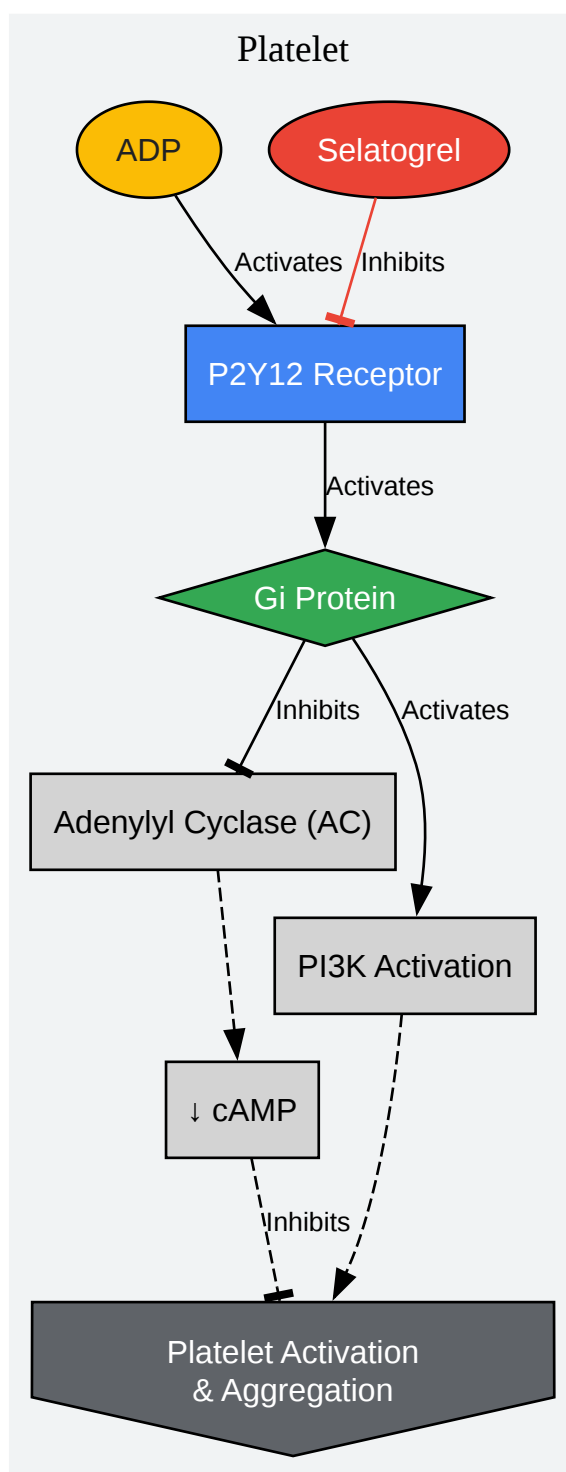 Platelet
ADP
Selatogrel
Activates
Inhibits
P2Y12 Receptor
Activates
Gi Protein
Inhibits
Activates
Adenylyl Cyclase (AC)
PI3K Activation
↓ cAMP
Inhibits
Platelet Activation
& Aggregation